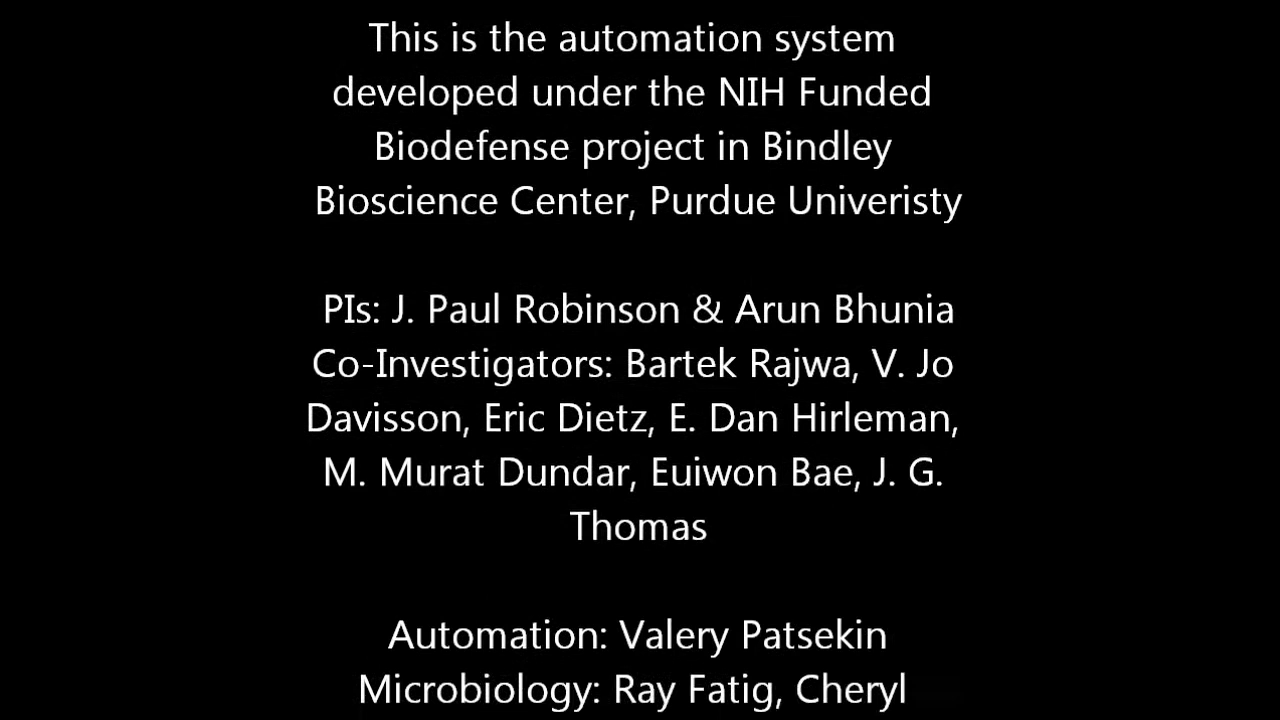 This is the automation system
developed under the NIH Funded
Biodefense project in Bindley
Bioscience Center, Purdue Univeristy
PIs: J. Paul Robinson & Arun Bhunia
Co-Investigators: Bartek Rajwa, V. Jo
Davisson, Eric Dietz, E. Dan Hirleman,
M. Murat Dundar, Euiwon Bae, J. G.
Thomas
Automation: Valery Patsekin
Microbiology: Ray Fatig, Cheryl